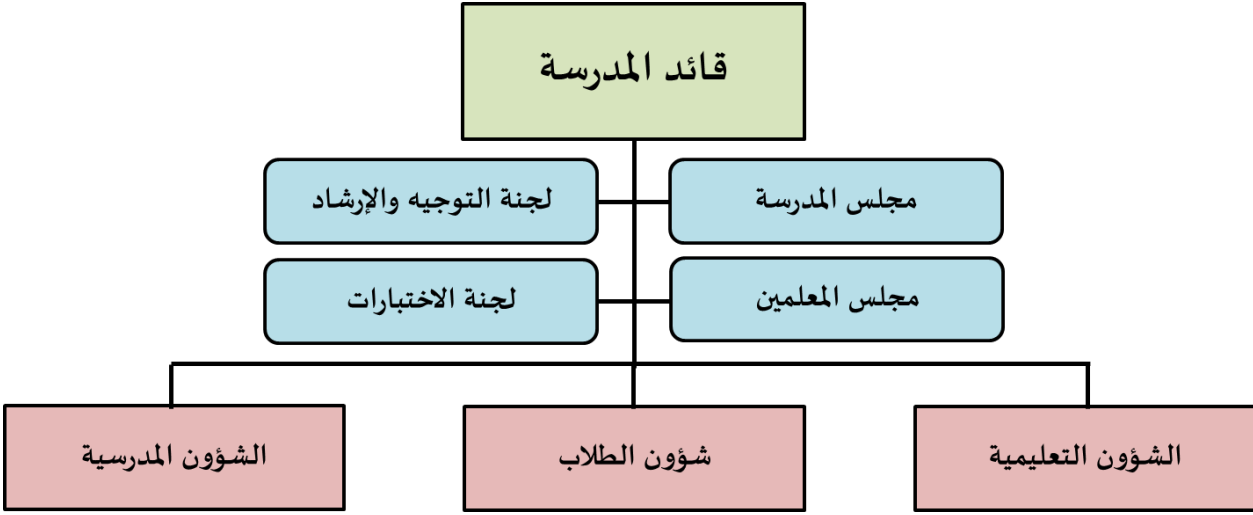 قائد المدرسة
مجلس المدرسة
لجنة التوجيه والإرشاد
مجلس المعلمين
لجنة الاختبارات
الشؤون التعليمية
شؤون الطلاب
الشؤون المدرسية